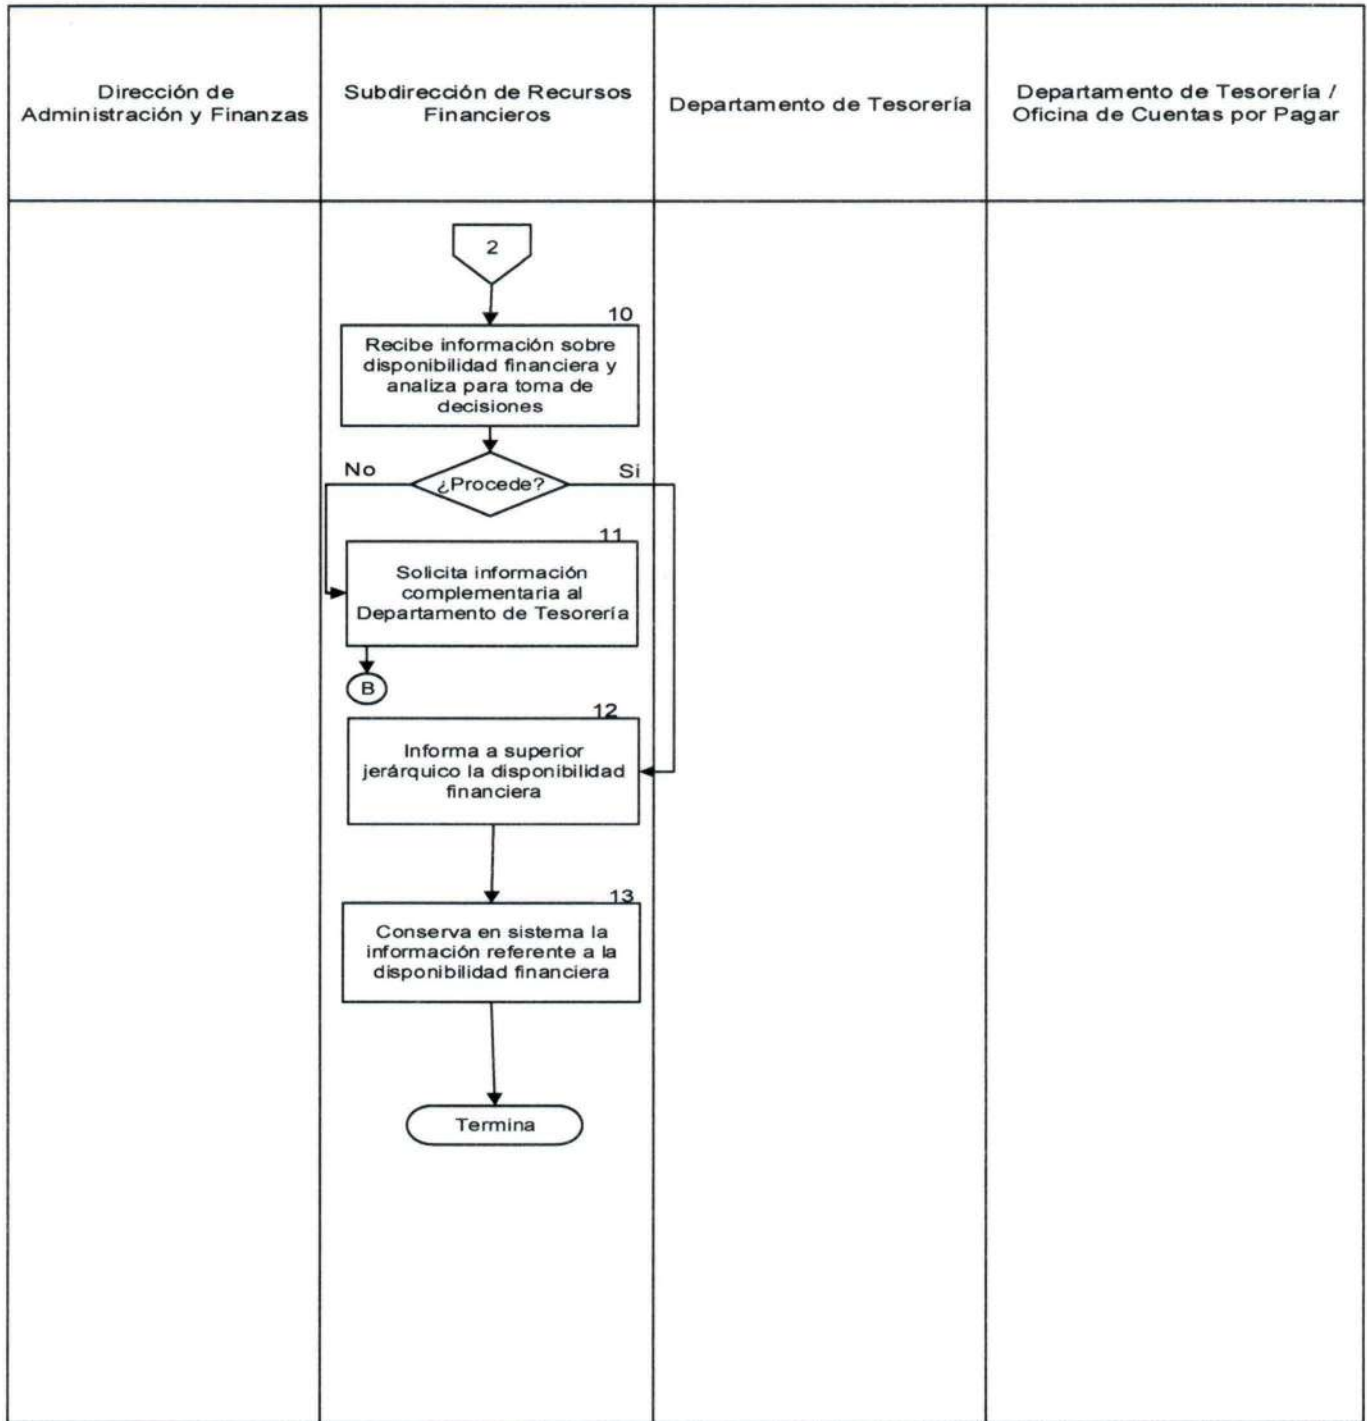 Dirección de
Administración y Finanzas
Subdirección de Recursos
Financieros
Departamento de Tesorería
Departamento de Tesorería /
Oficina de Cuentas por Pagar
2
10
Recibe información sobre
disponibilidad financiera y
analiza para toma de
decisiones
No
¿Procede?
Si
11
Solicita información
complementaria al
Departamento de Tesorería
B
12
Informa a superior
jerárquico la disponibilidad
financiera
13
Conserva en sistema la
información referente a la
disponibilidad financiera
Termina